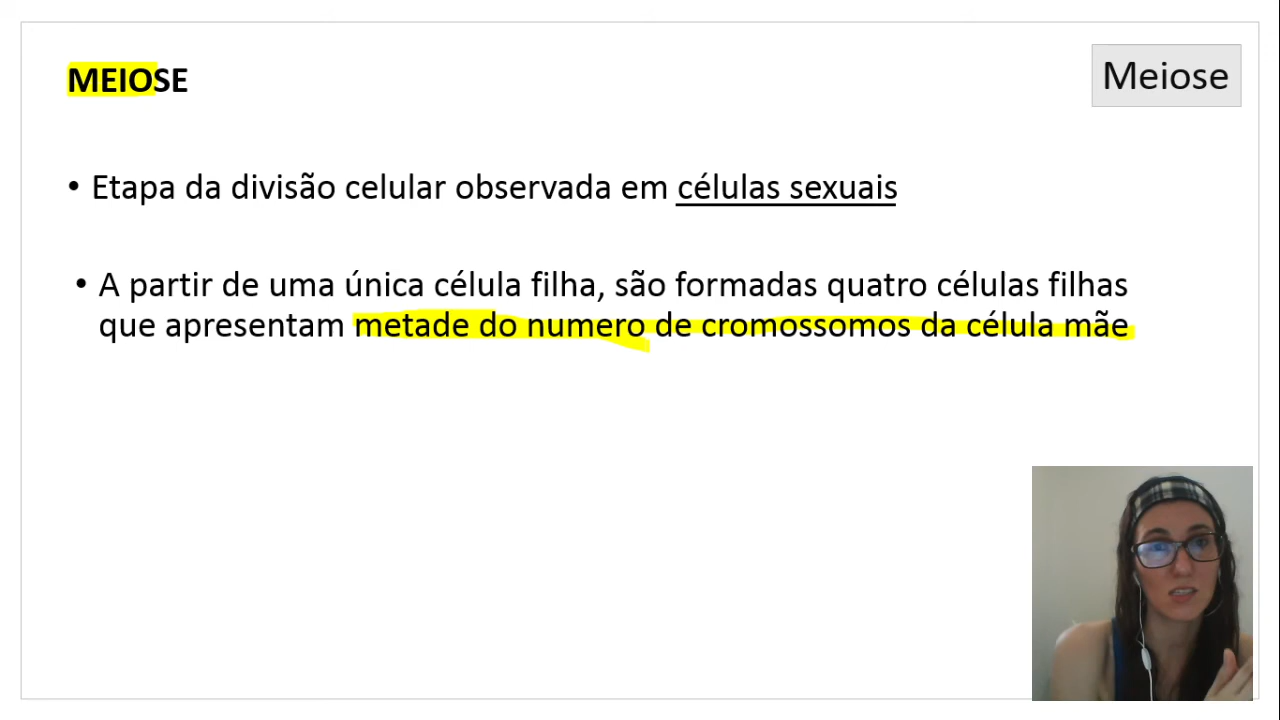 MEIOSE
Meiose
• Etapa da divisão celular observada em células sexuais
• A partir de uma única célula filha, são formadas quatro células filhas
que apresentam metade do numero de cromossomos da célula mãe